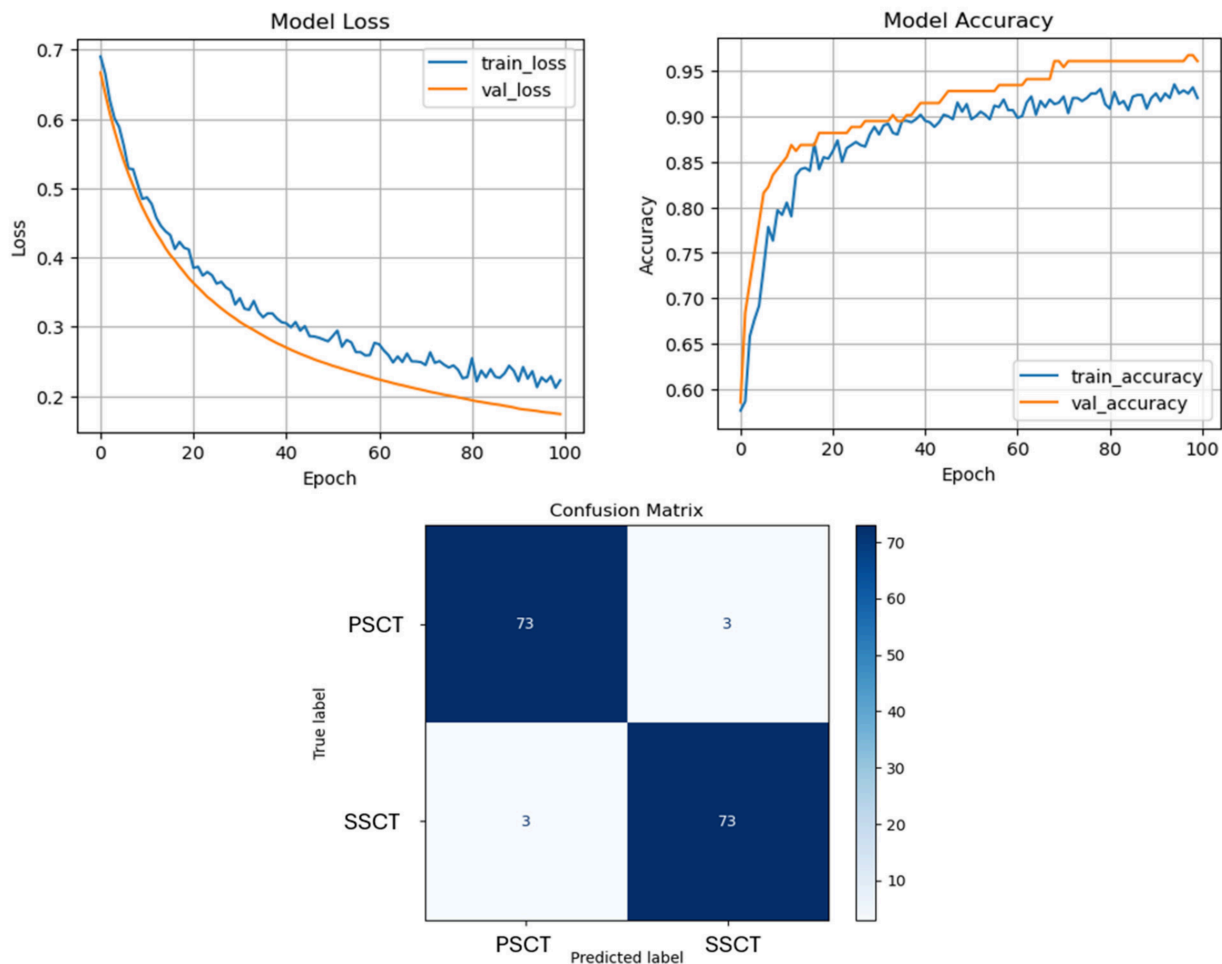 Model Loss
0.7
0.6
0.5
0.4
0.3
0.2
Loss
train_loss
val_loss
0 20 40 60 80 100
Epoch
Model Accuracy
0.95
0.90
0.85
0.80
0.75
0.70
0.65
0.60
Accuracy
train_accuracy
val_accuracy
0 20 40 60 80 100
Epoch
Confusion Matrix
True label
PSCT
73 3
SSCT
3 73
PSCT SSCT
Predicted label
70
60
50
40
30
20
10